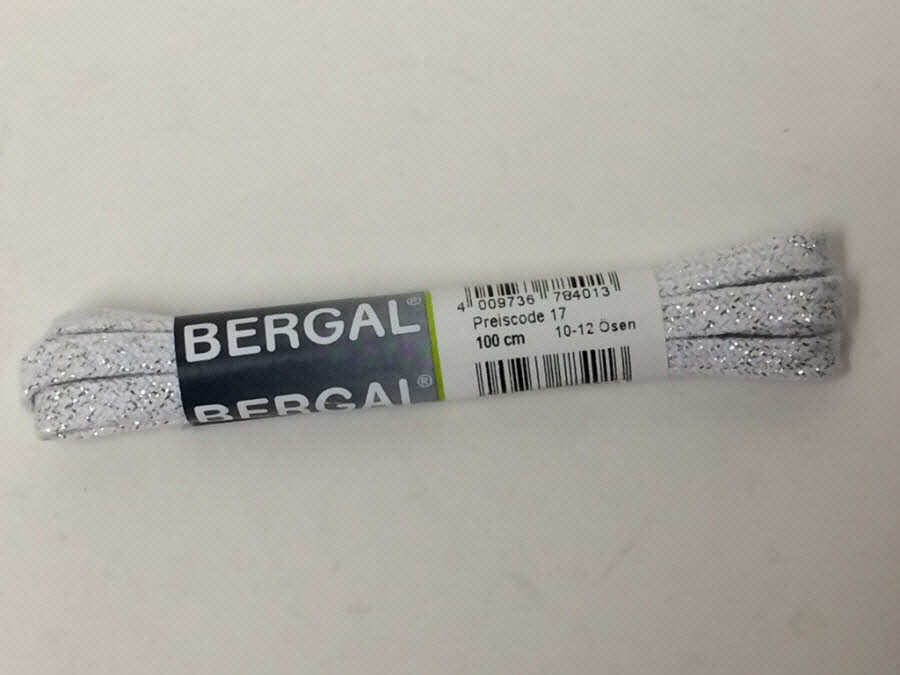 BERGAL®
BERGAL®
4 009736 784013
Preiscode 17
100 cm 10-12 Ösen